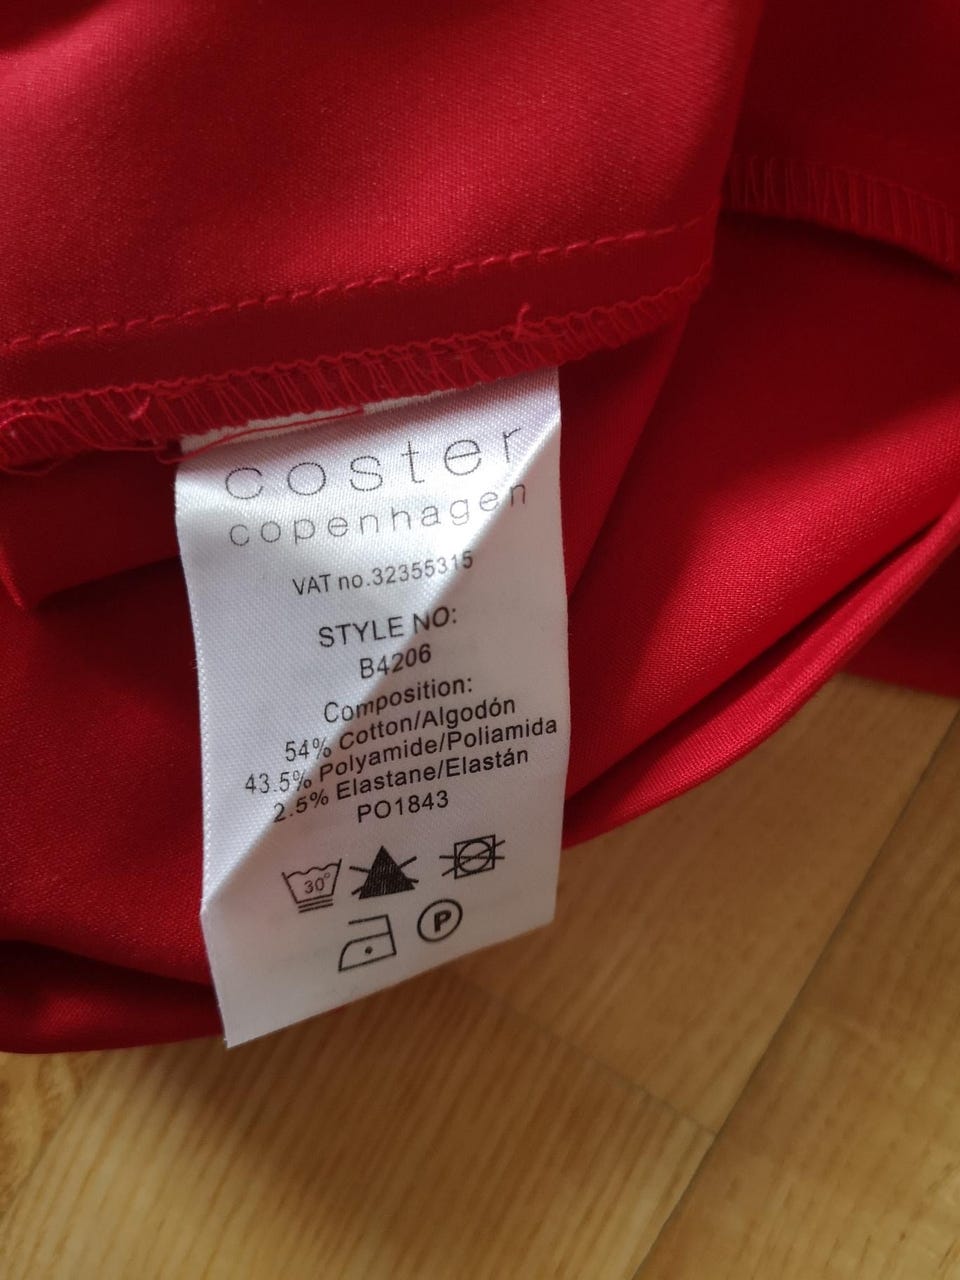 coster
copenhagen
VAT no.32355315
STYLE NO:
B4206
Composition:
54% Cotton/Algodón
43.5% Polyamide/Poliamida
2.5% Elastane/Elastán
PO1843
30°
P